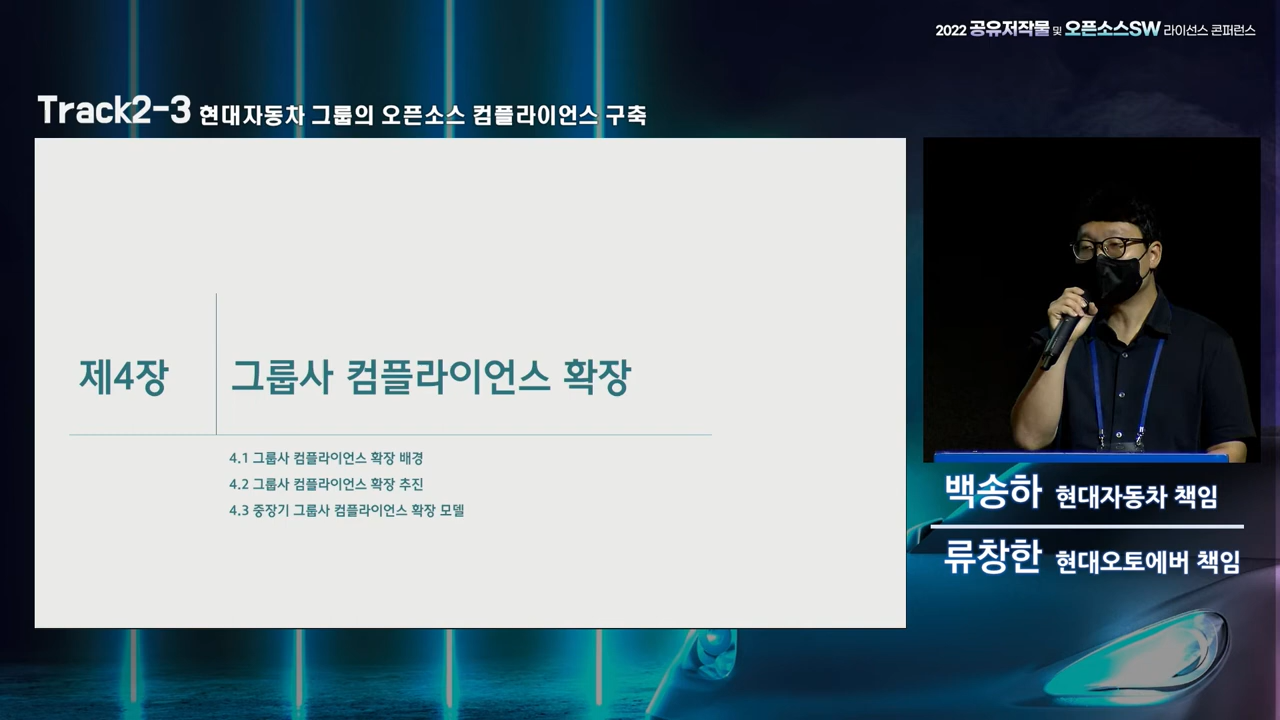 2022 공유저작물 및 오픈소스SW 라이선스 콘퍼런스
Track2-3 현대자동차 그룹의 오픈소스 컴플라이언스 구축
제4장
그룹사 컴플라이언스 확장
4.1 그룹사 컴플라이언스 확장 배경
4.2 그룹사 컴플라이언스 확장 추진
4.3 중장기 그룹사 컴플라이언스 확장 모델
백송하 현대자동차 책임
류창한 현대오토에버 책임